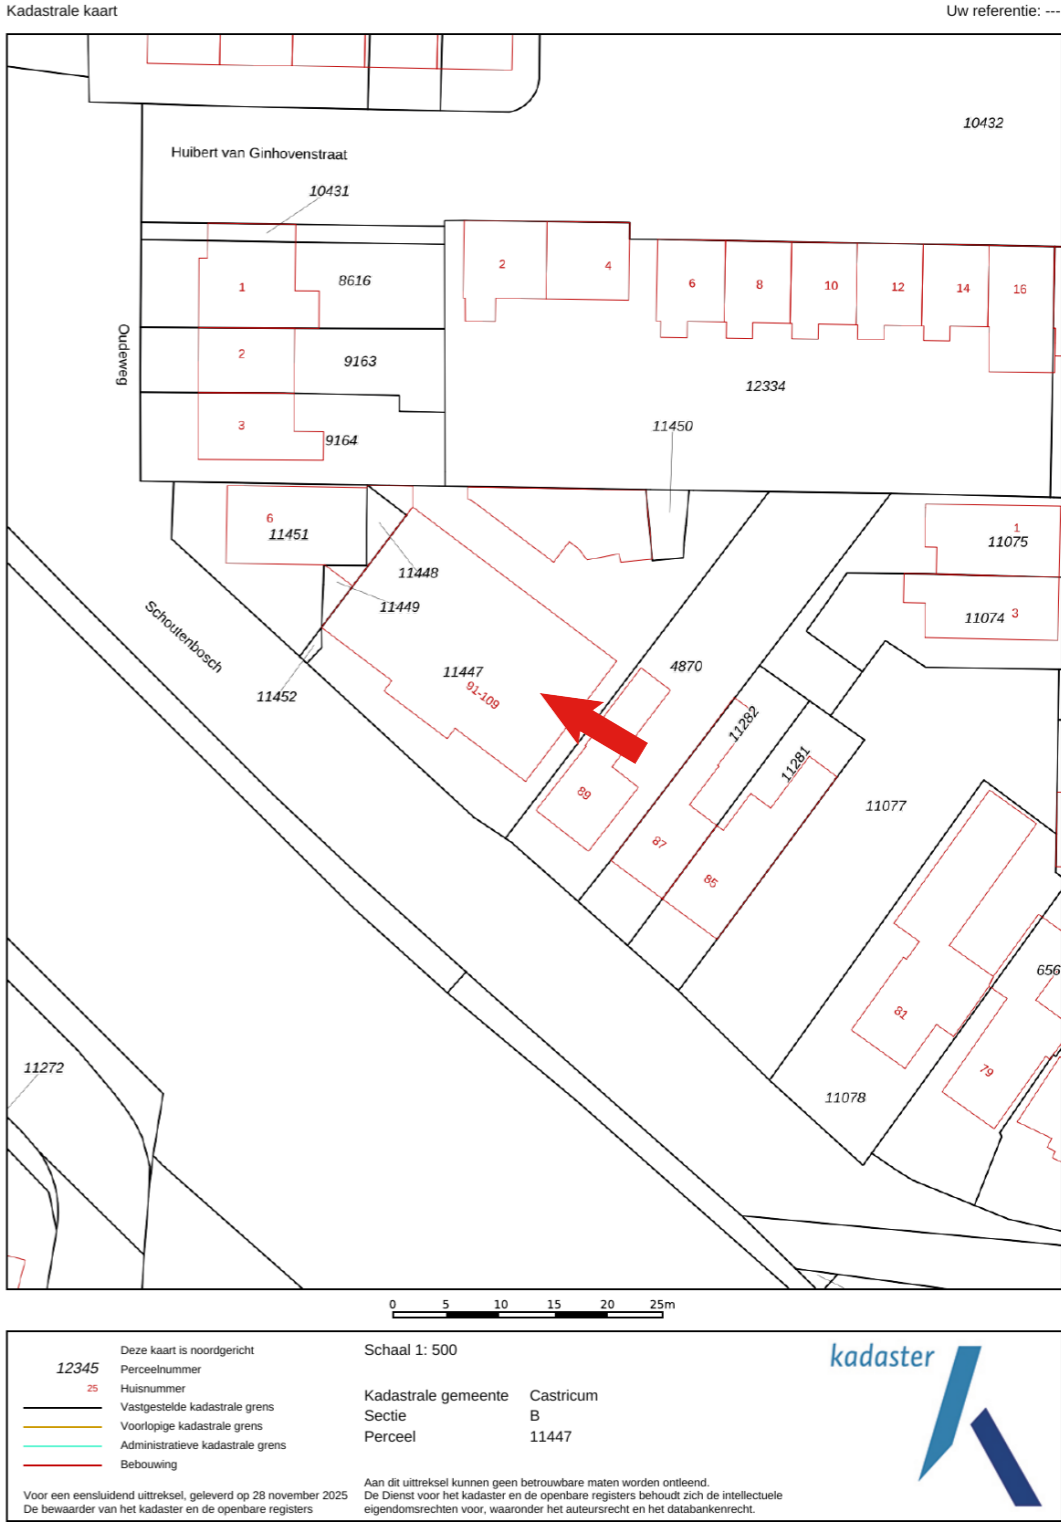 Kadastrale kaart
Uw referentie: ---
10432
Huibert van Ginhovenstraat
10431
1
8616
2
4
6
8
10
12
14
16
Oudeweg
2
9163
12334
3
9164
11450
6
11451
1
11075
11448
11449
11074
3
Schoutenbosch
11452
11447
91-109
4870
11282
11281
89
11077
87
85
656
81
79
11272
11078
0 5 10 15 20 25m
Deze kaart is noordgericht
12345 Perceelnummer
25 Huisnummer
Vastgestelde kadastrale grens
Voorlopige kadastrale grens
Administratieve kadastrale grens
Bebouwing
Voor een eensluidend uittreksel, geleverd op 28 november 2025
De bewaarder van het kadaster en de openbare registers
Schaal 1: 500
Kadastrale gemeente Castricum
Sectie B
Perceel 11447
Aan dit uittreksel kunnen geen betrouwbare maten worden ontleend.
De Dienst voor het kadaster en de openbare registers behoudt zich de intellectuele
eigendomsrechten voor, waaronder het auteursrecht en het databankenrecht.
kadaster